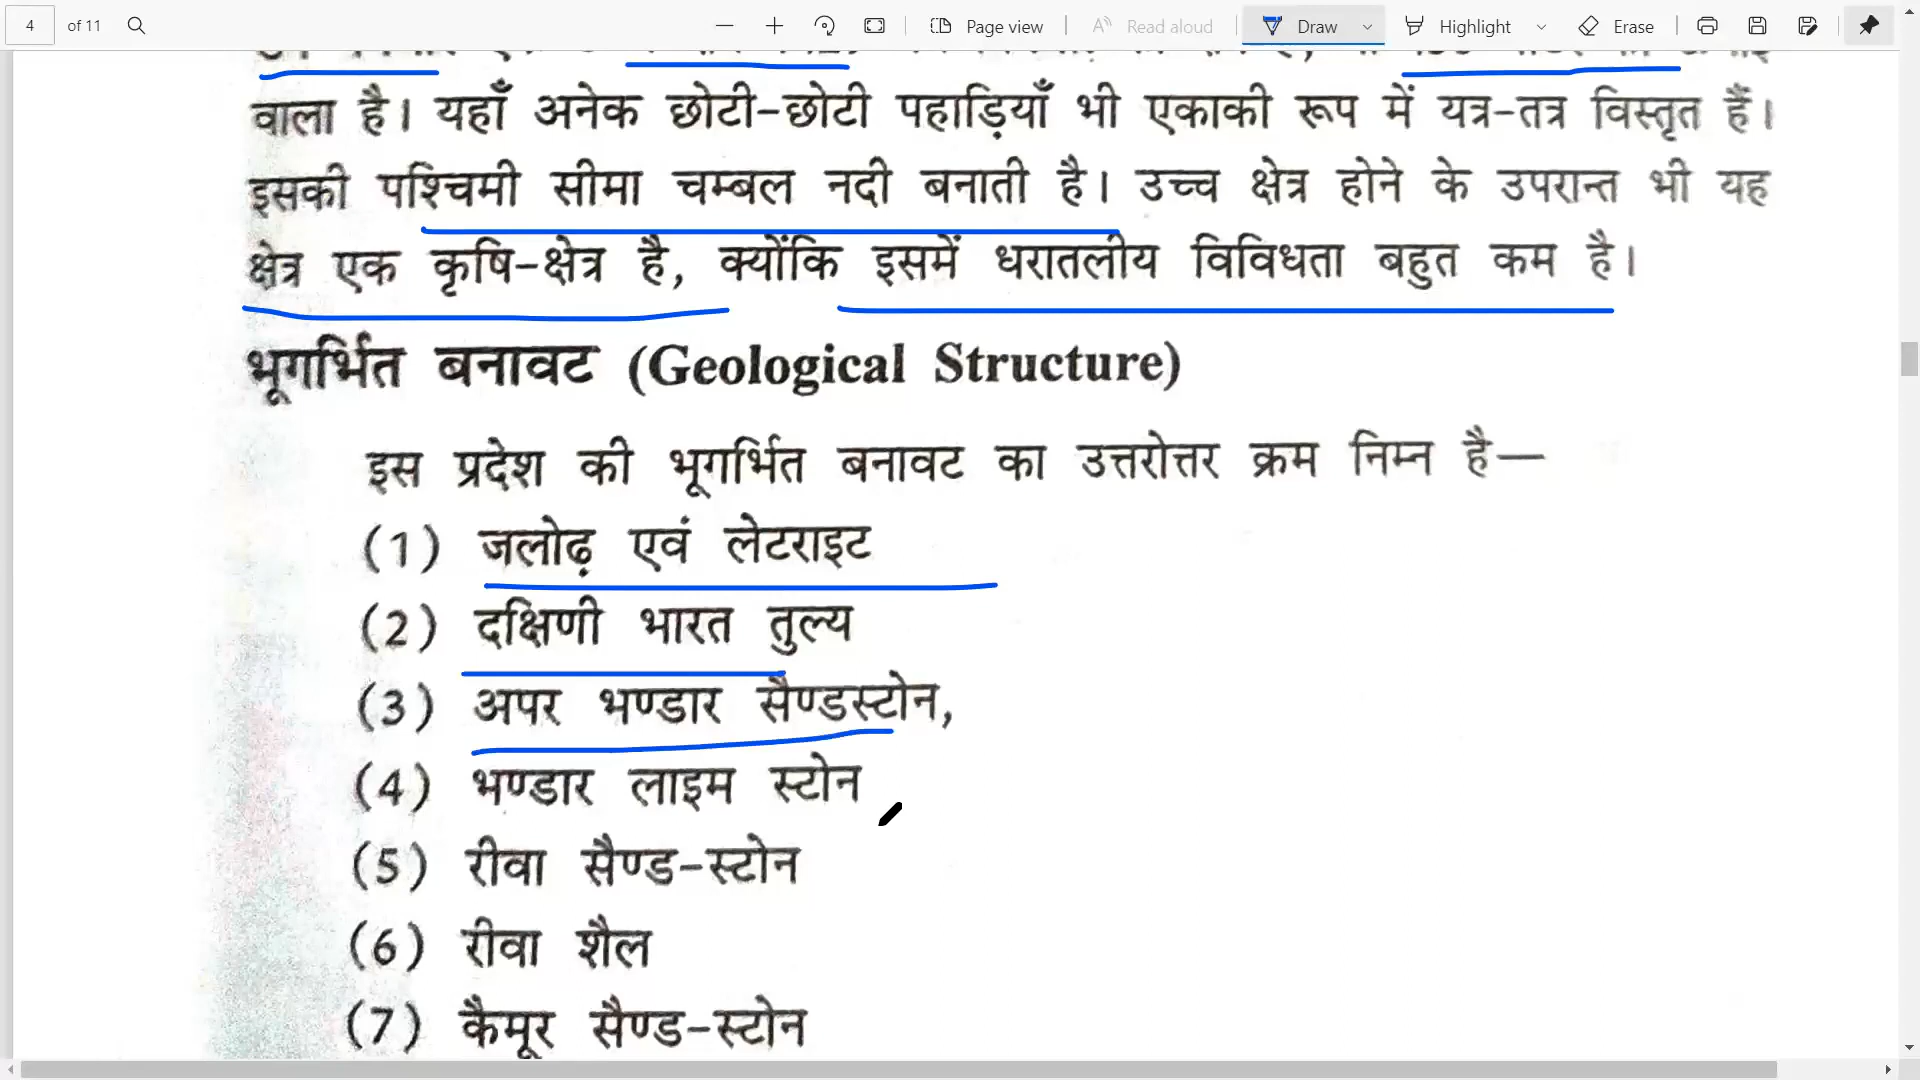 4 of 11 Page view Read aloud Draw Highlight Erase
वाला है। यहाँ अनेक छोटी-छोटी पहाड़ियाँ भी एकाकी रूप में यत्र-तत्र विस्तृत हैं।
इसकी पश्चिमी सीमा चम्बल नदी बनाती है। उच्च क्षेत्र होने के उपरान्त भी यह
क्षेत्र एक कृषि-क्षेत्र है, क्योंकि इसमें धरातलीय विविधता बहुत कम है।
भूगर्भित बनावट (Geological Structure)
इस प्रदेश की भूगर्भित बनावट का उत्तरोत्तर क्रम निम्न है—
(1) जलोढ़ एवं लेटराइट
(2) दक्षिणी भारत तुल्य
(3) अपर भण्डार सैण्डस्टोन,
(4) भण्डार लाइम स्टोन
(5) रीवा सैण्ड-स्टोन
(6) रीवा शैल
(7) कैमूर सैण्ड-स्टोन